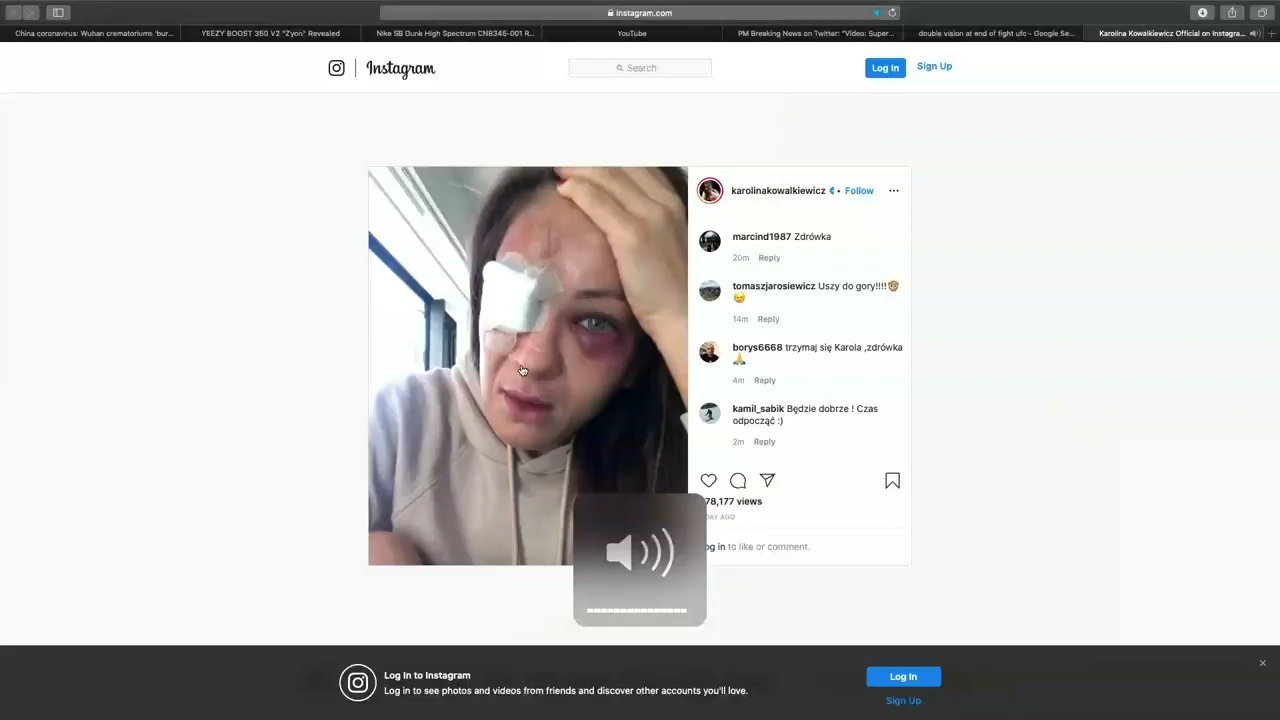 instagram.com
China coronavirus: Wuhan crematoriums 'bur...
YEEZY BOOST 350 V2 "Zyon" Revealed
Nike SB Dunk High Spectrum CN8345-001 R...
YouTube
PM Breaking News on Twitter: "Video: Super...
double vision at end of fight ufc - Google Se...
Karolina Kowalkiewicz Official on Instagra...
Instagram
Search
Log In
Sign Up
karolinakowalkiewicz • Follow
marcind1987 Zdrówka
20m Reply
tomaszjarosiewicz Uszy do gory!!!!
14m Reply
borys6668 trzymaj się Karola ,zdrówka
4m Reply
kamil_sabik Będzie dobrze ! Czas
odpocząć :)
2m Reply
78,177 views
DAY AGO
og in to like or comment.
Log In to Instagram
Log in to see photos and videos from friends and discover other accounts you'll love.
Log In
Sign Up